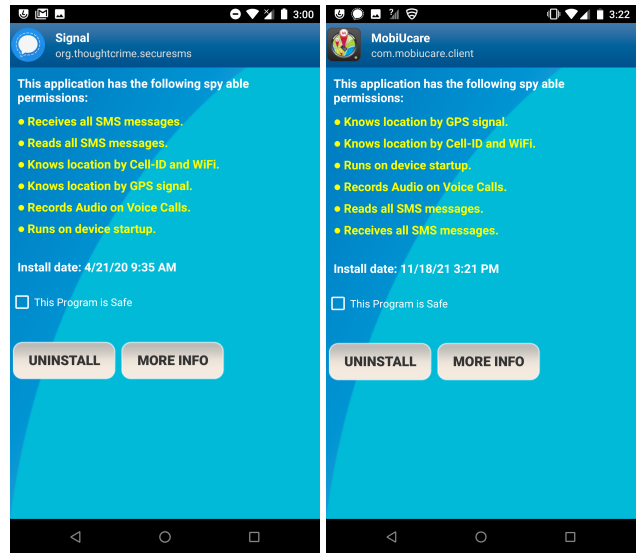 3:00
Signal
org.thoughtcrime.securesms
This application has the following spy able
permissions:
● Receives all SMS messages.
● Reads all SMS messages.
● Knows location by Cell-ID and WiFi.
● Knows location by GPS signal.
● Records Audio on Voice Calls.
● Runs on device startup.
Install date: 4/21/20 9:35 AM
This Program is Safe
UNINSTALL
MORE INFO
3:22
MobiUcare
com.mobiucare.client
This application has the following spy able
permissions:
● Knows location by GPS signal.
● Knows location by Cell-ID and WiFi.
● Runs on device startup.
● Records Audio on Voice Calls.
● Reads all SMS messages.
● Receives all SMS messages.
Install date: 11/18/21 3:21 PM
This Program is Safe
UNINSTALL
MORE INFO